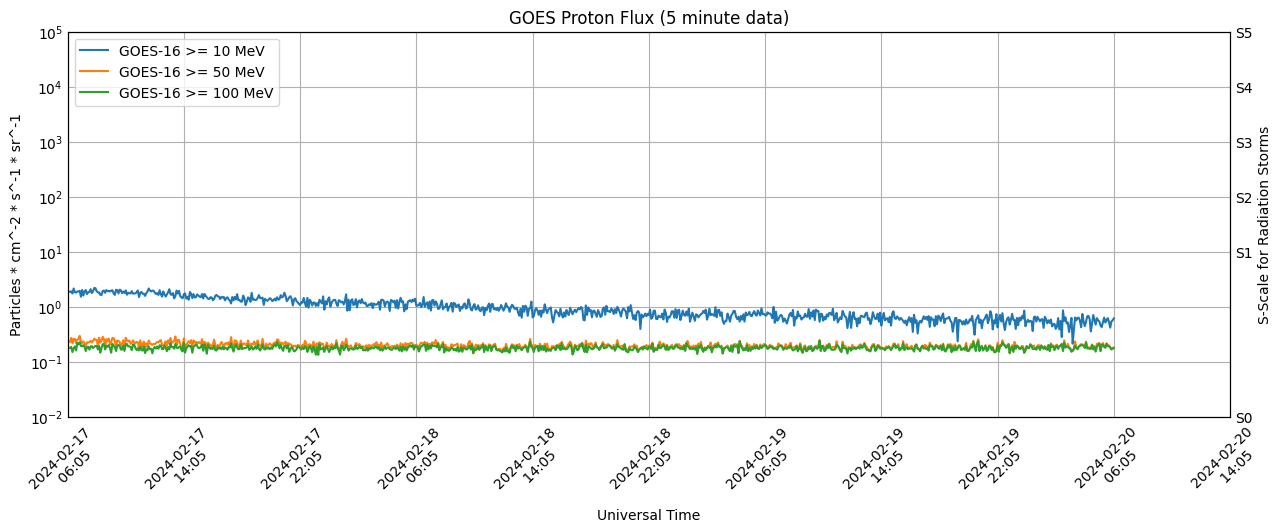 GOES Proton Flux (5 minute data)
GOES-16 >= 10 MeV
GOES-16 >= 50 MeV
GOES-16 >= 100 MeV
Particles * cm^-2 * s^-1 * sr^-1
10^5
10^4
10^3
10^2
10^1
10^0
10^-1
10^-2
S5
S4
S3
S2
S1
S0
S-Scale for Radiation Storms
2024-02-17
06:05
2024-02-17
14:05
2024-02-17
22:05
2024-02-18
06:05
2024-02-18
14:05
2024-02-18
22:05
2024-02-19
06:05
2024-02-19
14:05
2024-02-19
22:05
2024-02-20
06:05
2024-02-20
14:05
Universal Time